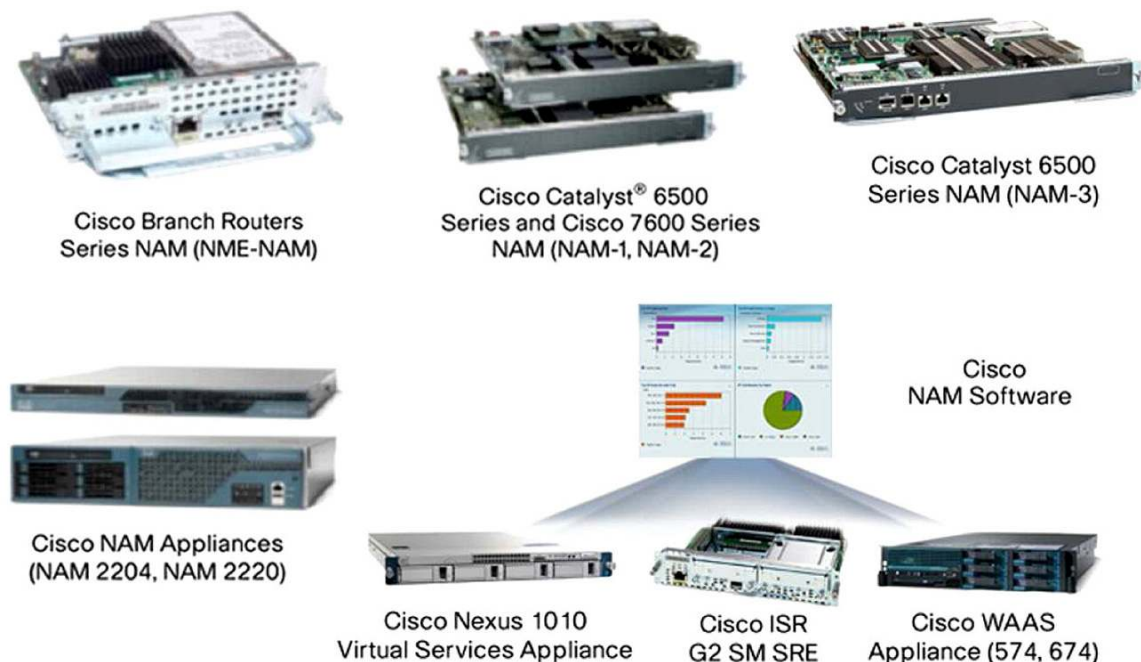 Cisco Branch Routers
Series NAM (NME-NAM)
Cisco Catalyst® 6500
Series and Cisco 7600 Series
NAM (NAM-1, NAM-2)
Cisco Catalyst 6500
Series NAM (NAM-3)
Cisco NAM Appliances
(NAM 2204, NAM 2220)
Cisco
NAM Software
Cisco Nexus 1010
Virtual Services Appliance
Cisco ISR
G2 SM SRE
Cisco WAAS
Appliance (574, 674)